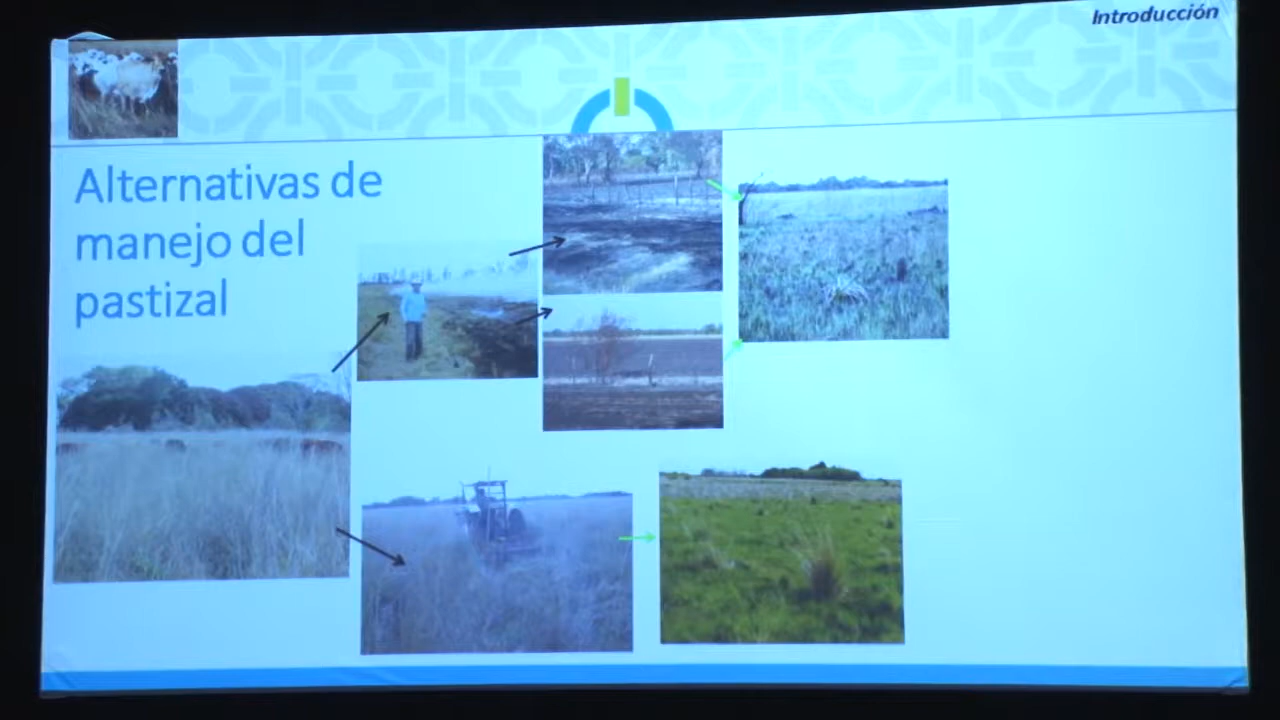 Introducción
Alternativas de
manejo del
pastizal